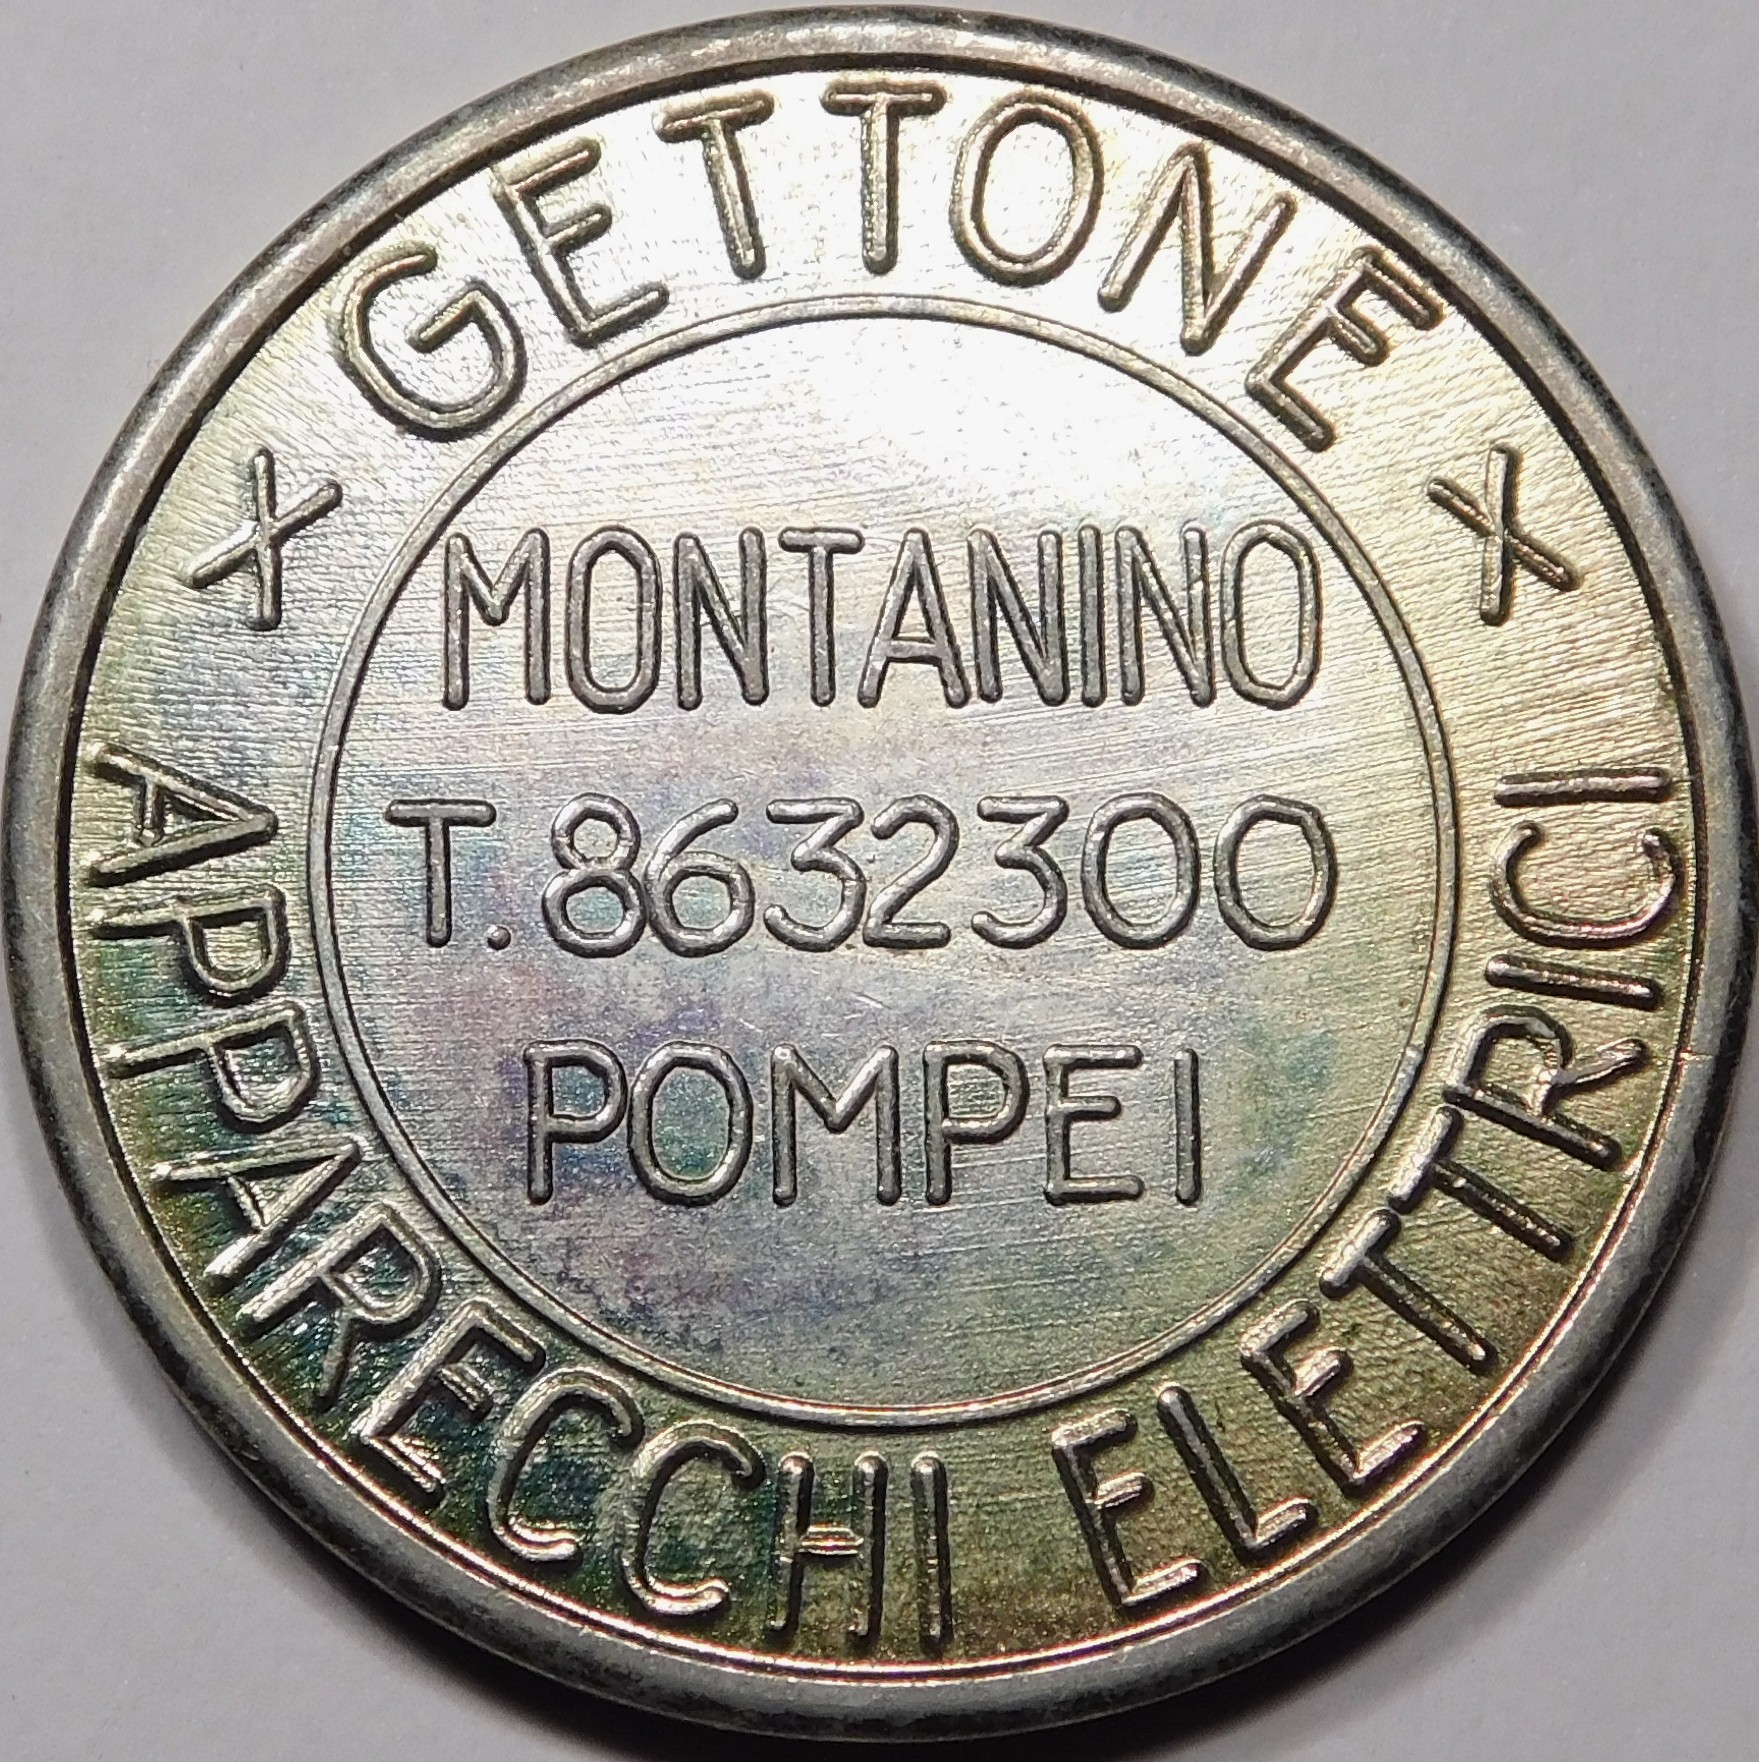 x GETTONE x
MONTANINO
T.8632300
POMPEI
APPARECCHI ELETTRICI